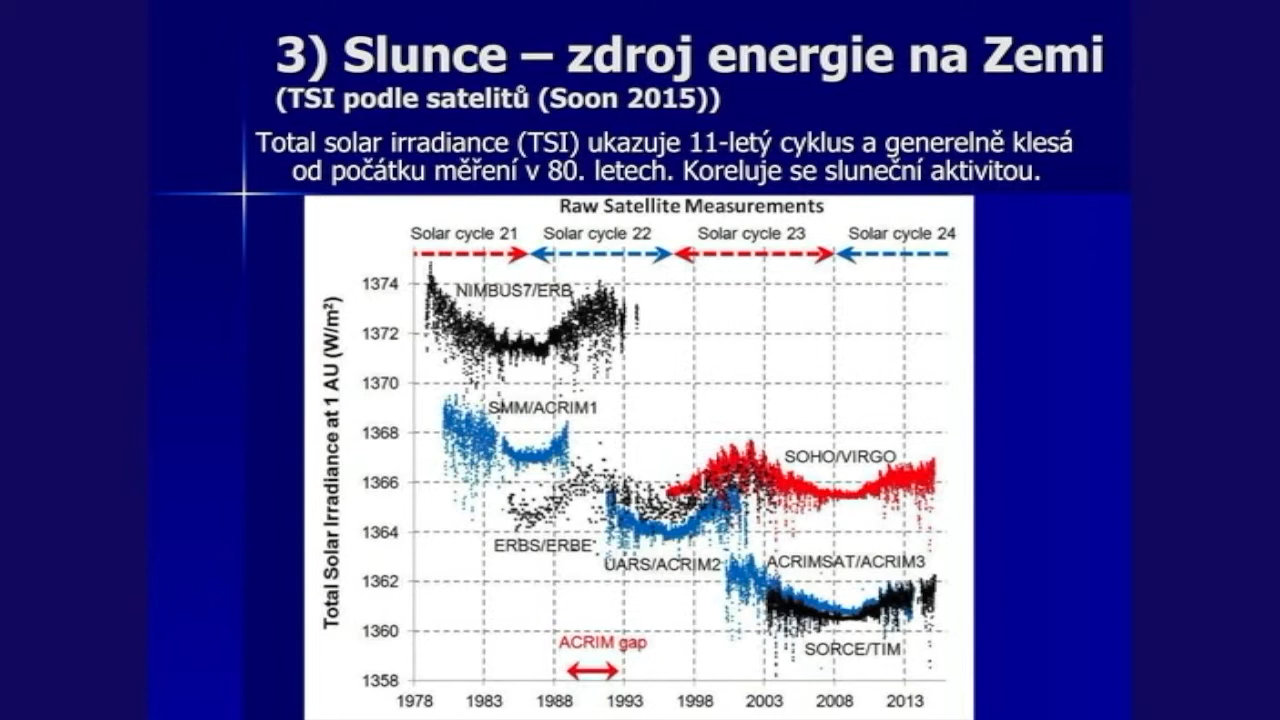 3) Slunce – zdroj energie na Zemi
(TSI podle satelitů (Soon 2015))
Total solar irradiance (TSI) ukazuje 11-letý cyklus a generelně klesá
od počátku měření v 80. letech. Koreluje se sluneční aktivitou.
Raw Satellite Measurements
Solar cycle 21 Solar cycle 22 Solar cycle 23 Solar cycle 24
Total Solar Irradiance at 1 AU (W/m²)
1374
NIMBUS7/ERB
1372
1370
SMM/ACRIM1
1368
SOHO/VIRGO
1366
1364
ERBS/ERBE
UARS/ACRIM2 ACRIMSAT/ACRIM3
1362
1360
ACRIM gap SORCE/TIM
1358
1978 1983 1988 1993 1998 2003 2008 2013